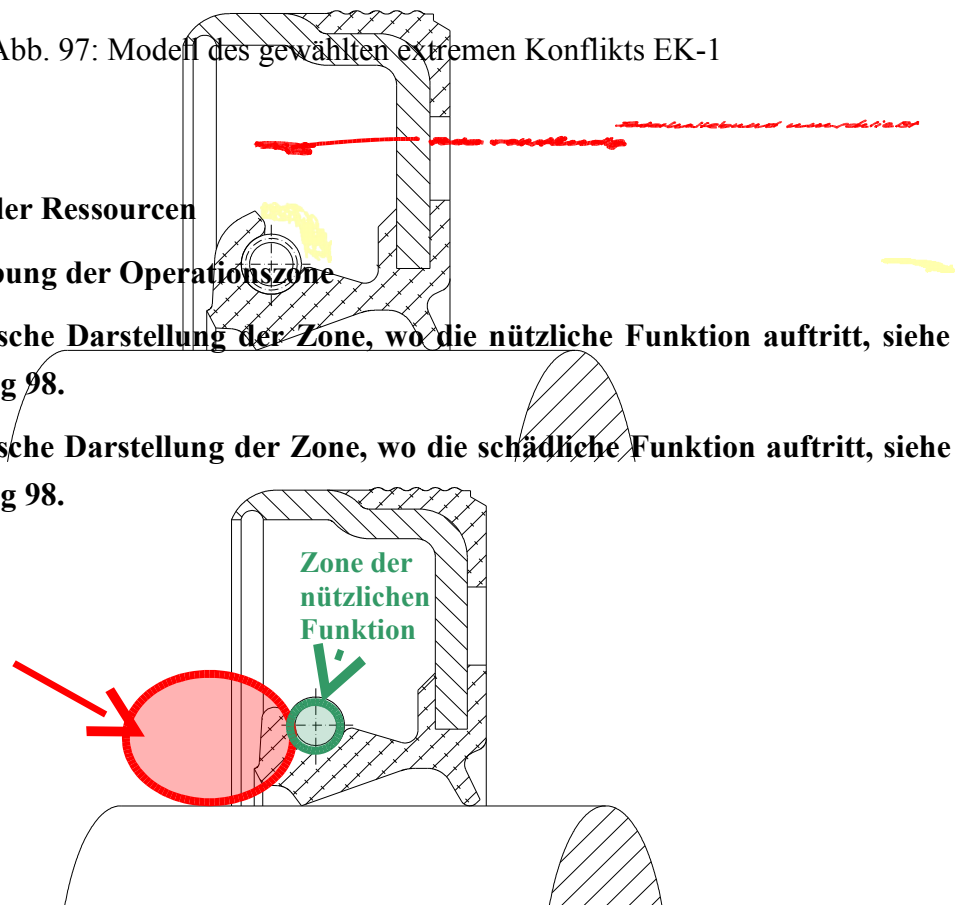 Abb. 97: Modell des gewählten extremen Konflikts EK-1
der Ressourcen
bung der Operationszone
sche Darstellung der Zone, wo die nützliche Funktion auftritt, siehe
g 98.
sche Darstellung der Zone, wo die schädliche Funktion auftritt, siehe
g 98.
Zone der
nützlichen
Funktion